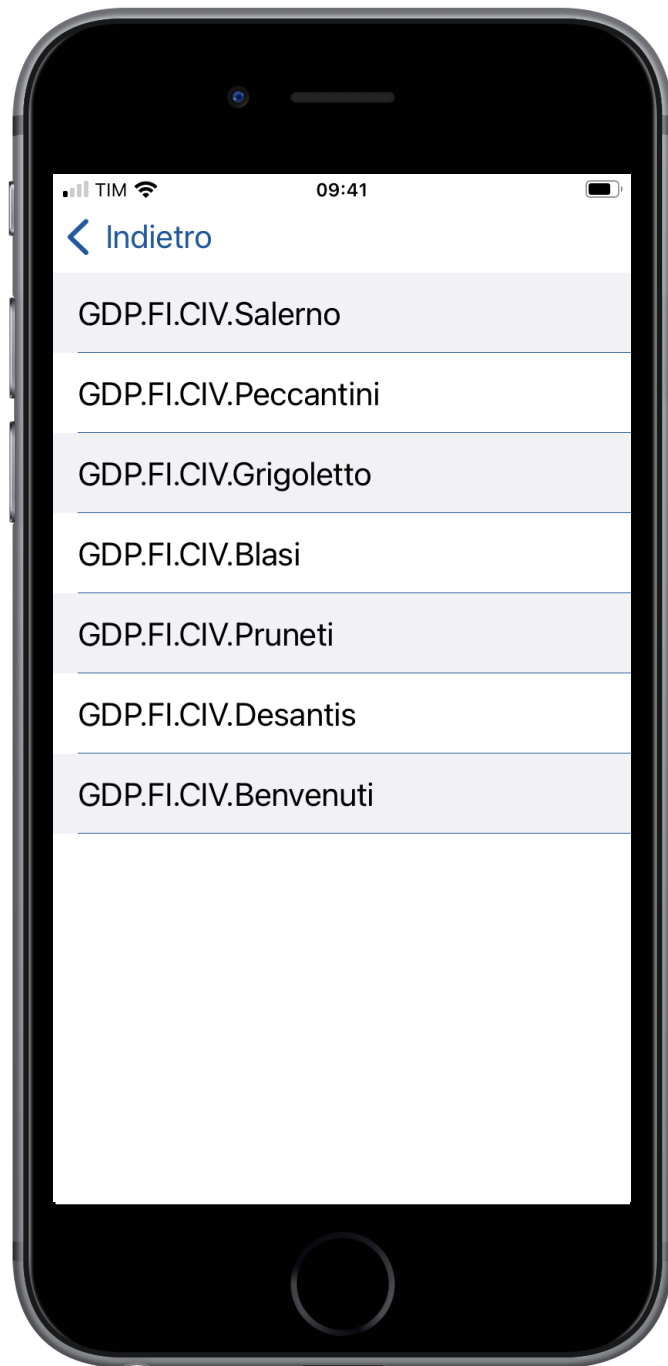 TIM 09:41
Indietro
GDP.FI.CIV.Salerno
GDP.FI.CIV.Peccantini
GDP.FI.CIV.Grigoletto
GDP.FI.CIV.Blasi
GDP.FI.CIV.Pruneti
GDP.FI.CIV.Desantis
GDP.FI.CIV.Benvenuti